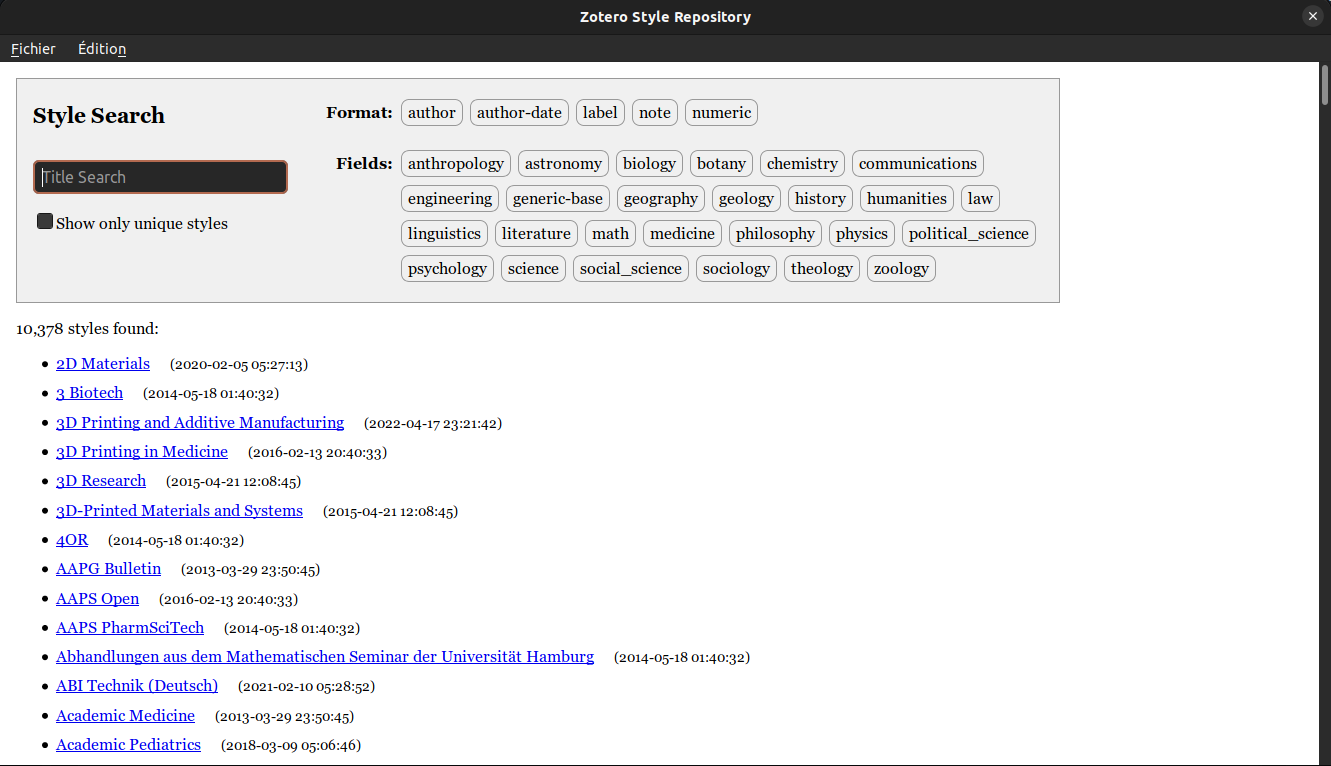 Zotero Style Repository
Fichier Édition
Style Search
Title Search
Show only unique styles
Format: author author-date label note numeric
Fields: anthropology astronomy biology botany chemistry communications
engineering generic-base geography geology history humanities law
linguistics literature math medicine philosophy physics political_science
psychology science social_science sociology theology zoology
10,378 styles found:
2D Materials (2020-02-05 05:27:13)
3 Biotech (2014-05-18 01:40:32)
3D Printing and Additive Manufacturing (2022-04-17 23:21:42)
3D Printing in Medicine (2016-02-13 20:40:33)
3D Research (2015-04-21 12:08:45)
3D-Printed Materials and Systems (2015-04-21 12:08:45)
4OR (2014-05-18 01:40:32)
AAPG Bulletin (2013-03-29 23:50:45)
AAPS Open (2016-02-13 20:40:33)
AAPS PharmSciTech (2014-05-18 01:40:32)
Abhandlungen aus dem Mathematischen Seminar der Universität Hamburg (2014-05-18 01:40:32)
ABI Technik (Deutsch) (2021-02-10 05:28:52)
Academic Medicine (2013-03-29 23:50:45)
Academic Pediatrics (2018-03-09 05:06:46)